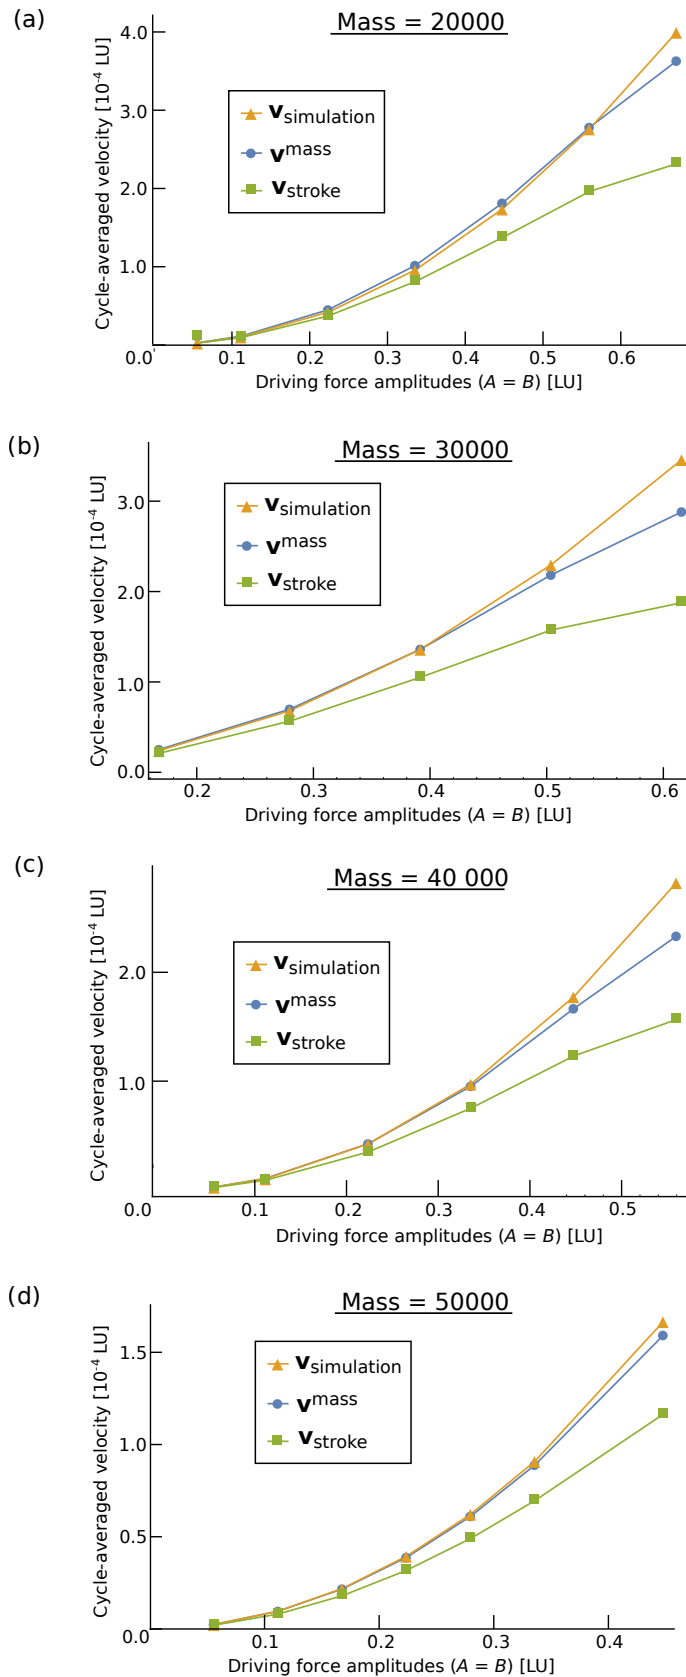 (a)
Mass = 20000
Cycle-averaged velocity [10-4 LU]
4.0
3.0
2.0
1.0
0.0
vsimulation
vmass
vstroke
0.1 0.2 0.3 0.4 0.5 0.6
Driving force amplitudes (A = B) [LU]
(b)
Mass = 30000
Cycle-averaged velocity [10-4 LU]
3.0
2.0
1.0
0.0
vsimulation
vmass
vstroke
0.2 0.3 0.4 0.5 0.6
Driving force amplitudes (A = B) [LU]
(c)
Mass = 40 000
Cycle-averaged velocity [10-4 LU]
2.0
1.0
0.0
vsimulation
vmass
vstroke
0.1 0.2 0.3 0.4 0.5
Driving force amplitudes (A = B) [LU]
(d)
Mass = 50000
Cycle-averaged velocity [10-4 LU]
1.5
1.0
0.5
0.0
vsimulation
vmass
vstroke
0.1 0.2 0.3 0.4
Driving force amplitudes (A = B) [LU]